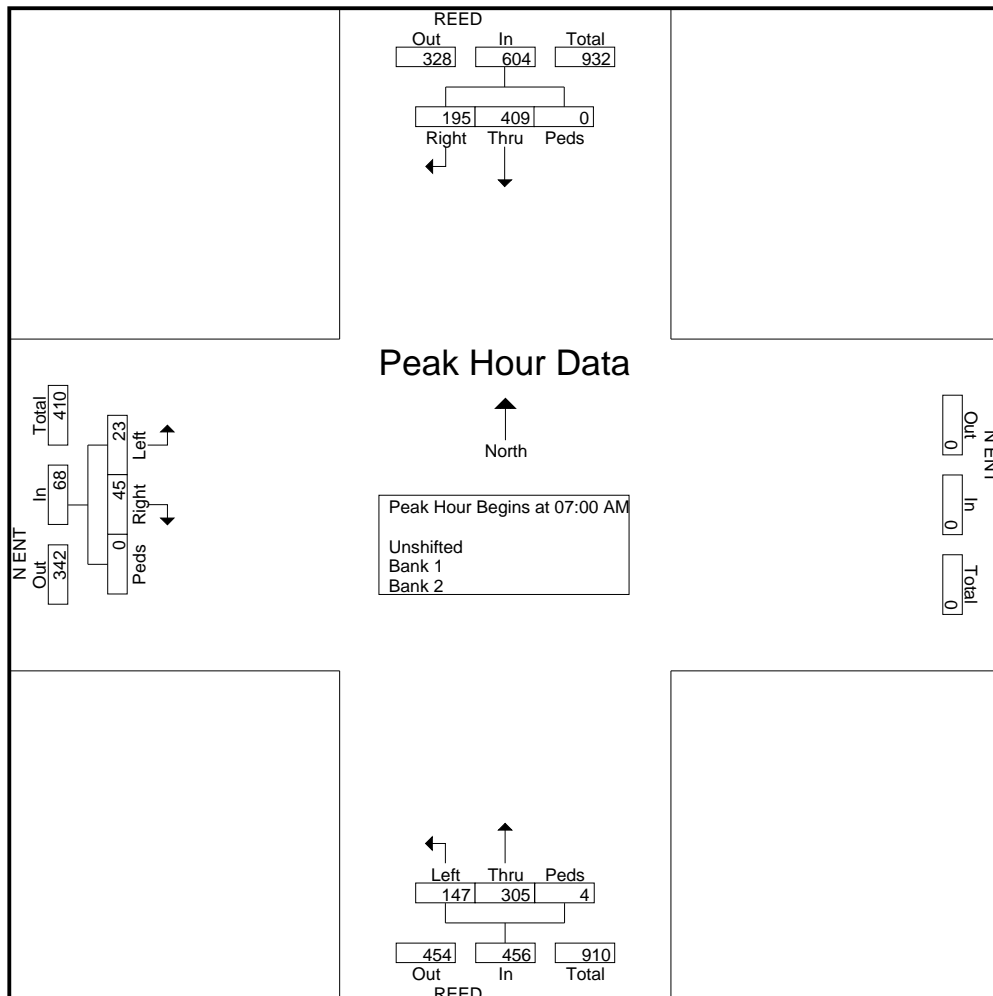 REED
Out In Total
328 604 932
195 409 0
Right Thru Peds
Peak Hour Data
North
Peak Hour Begins at 07:00 AM
Unshifted
Bank 1
Bank 2
N ENT
Out In Total
342 68 410
Peds Right Left
0 45 23
N ENT
Out In Total
0 0 0
Left Thru Peds
147 305 4
454 456 910
Out In Total
REED